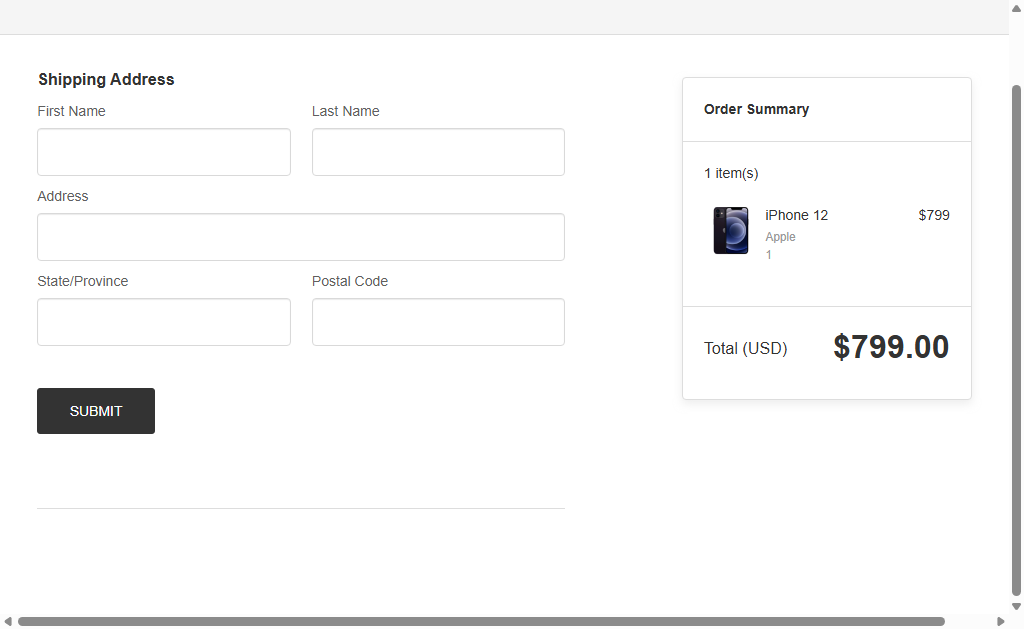 Shipping Address
First Name
Last Name
Address
State/Province
Postal Code
SUBMIT
Order Summary
1 item(s)
iPhone 12
$799
Apple
1
Total (USD)
$799.00